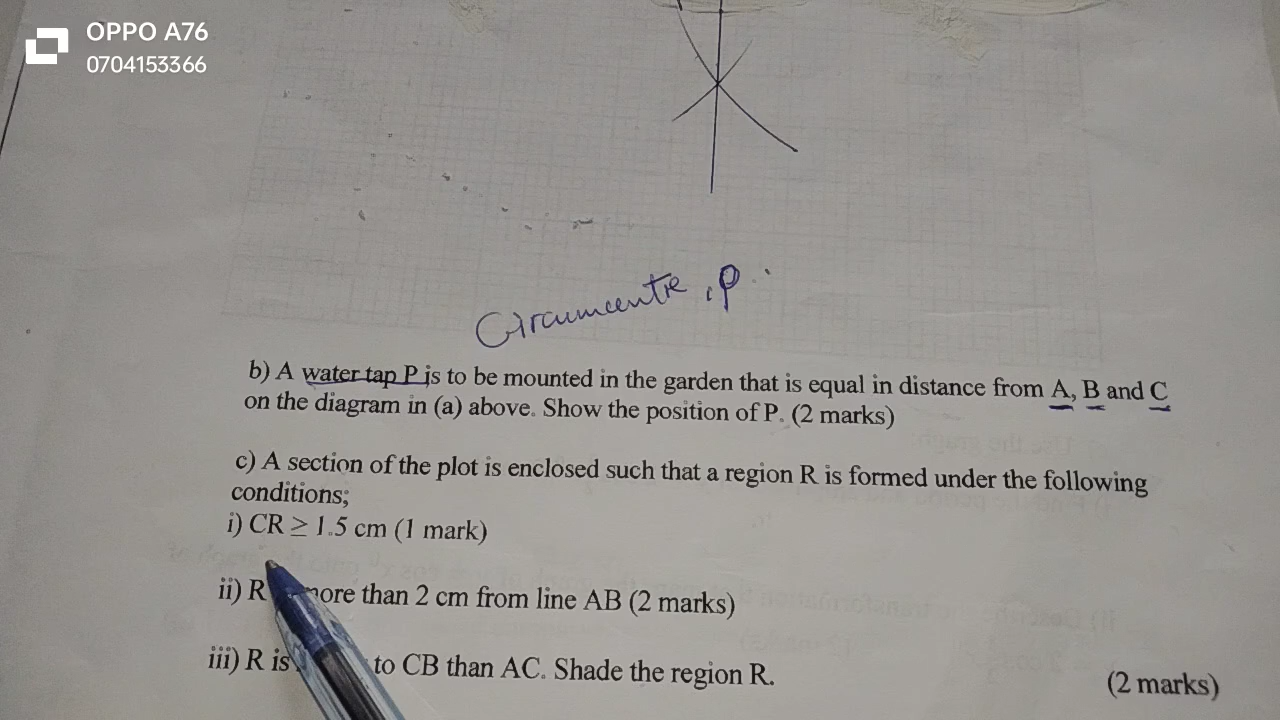 OPPO A76
0704153366
Circumcentre, P
b) A water tap P is to be mounted in the garden that is equal in distance from A, B and C
on the diagram in (a) above. Show the position of P. (2 marks)
c) A section of the plot is enclosed such that a region R is formed under the following
conditions;
i) CR ≥ 1.5 cm (1 mark)
ii) R more than 2 cm from line AB (2 marks)
iii) R is to CB than AC. Shade the region R.
(2 marks)